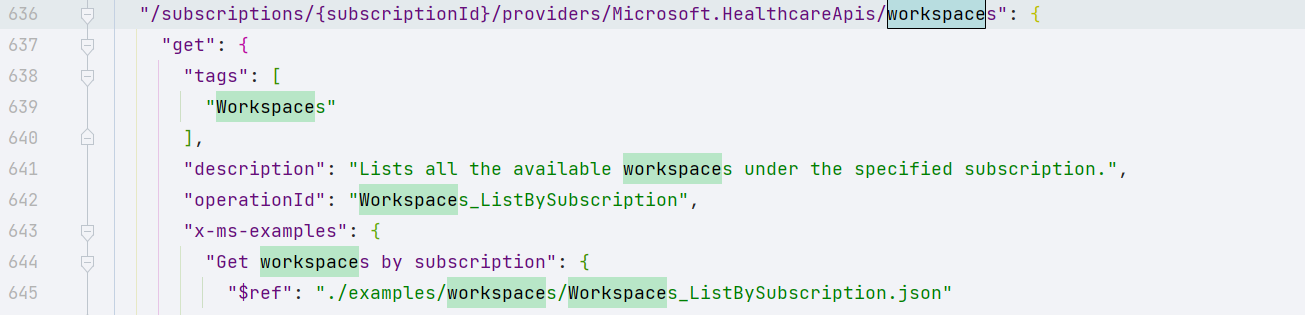 636 "/subscriptions/{subscriptionId}/providers/Microsoft.HealthcareApis/workspaces": {
637 "get": {
638 "tags": [
639 "Workspaces"
640 ],
641 "description": "Lists all the available workspaces under the specified subscription.",
642 "operationId": "Workspaces_ListBySubscription",
643 "x-ms-examples": {
644 "Get workspaces by subscription": {
645 "$ref": "./examples/workspaces/Workspaces_ListBySubscription.json"